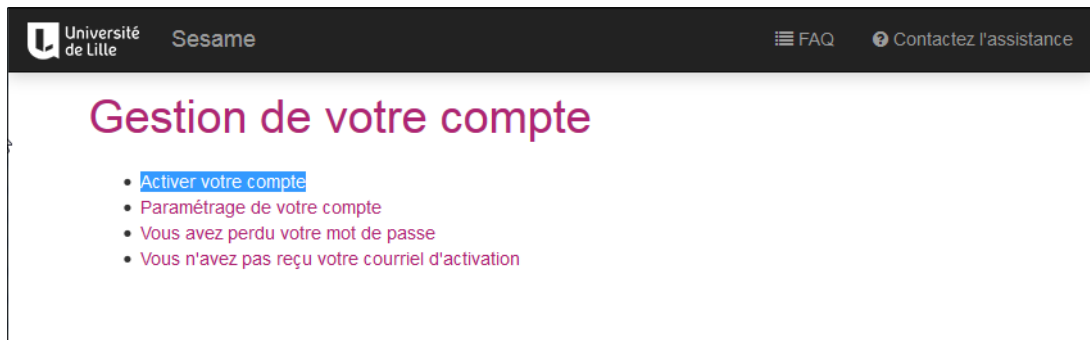 Université
de Lille
Sesame
FAQ
Contactez l'assistance
Gestion de votre compte
Activer votre compte
Paramétrage de votre compte
Vous avez perdu votre mot de passe
Vous n'avez pas reçu votre courriel d'activation